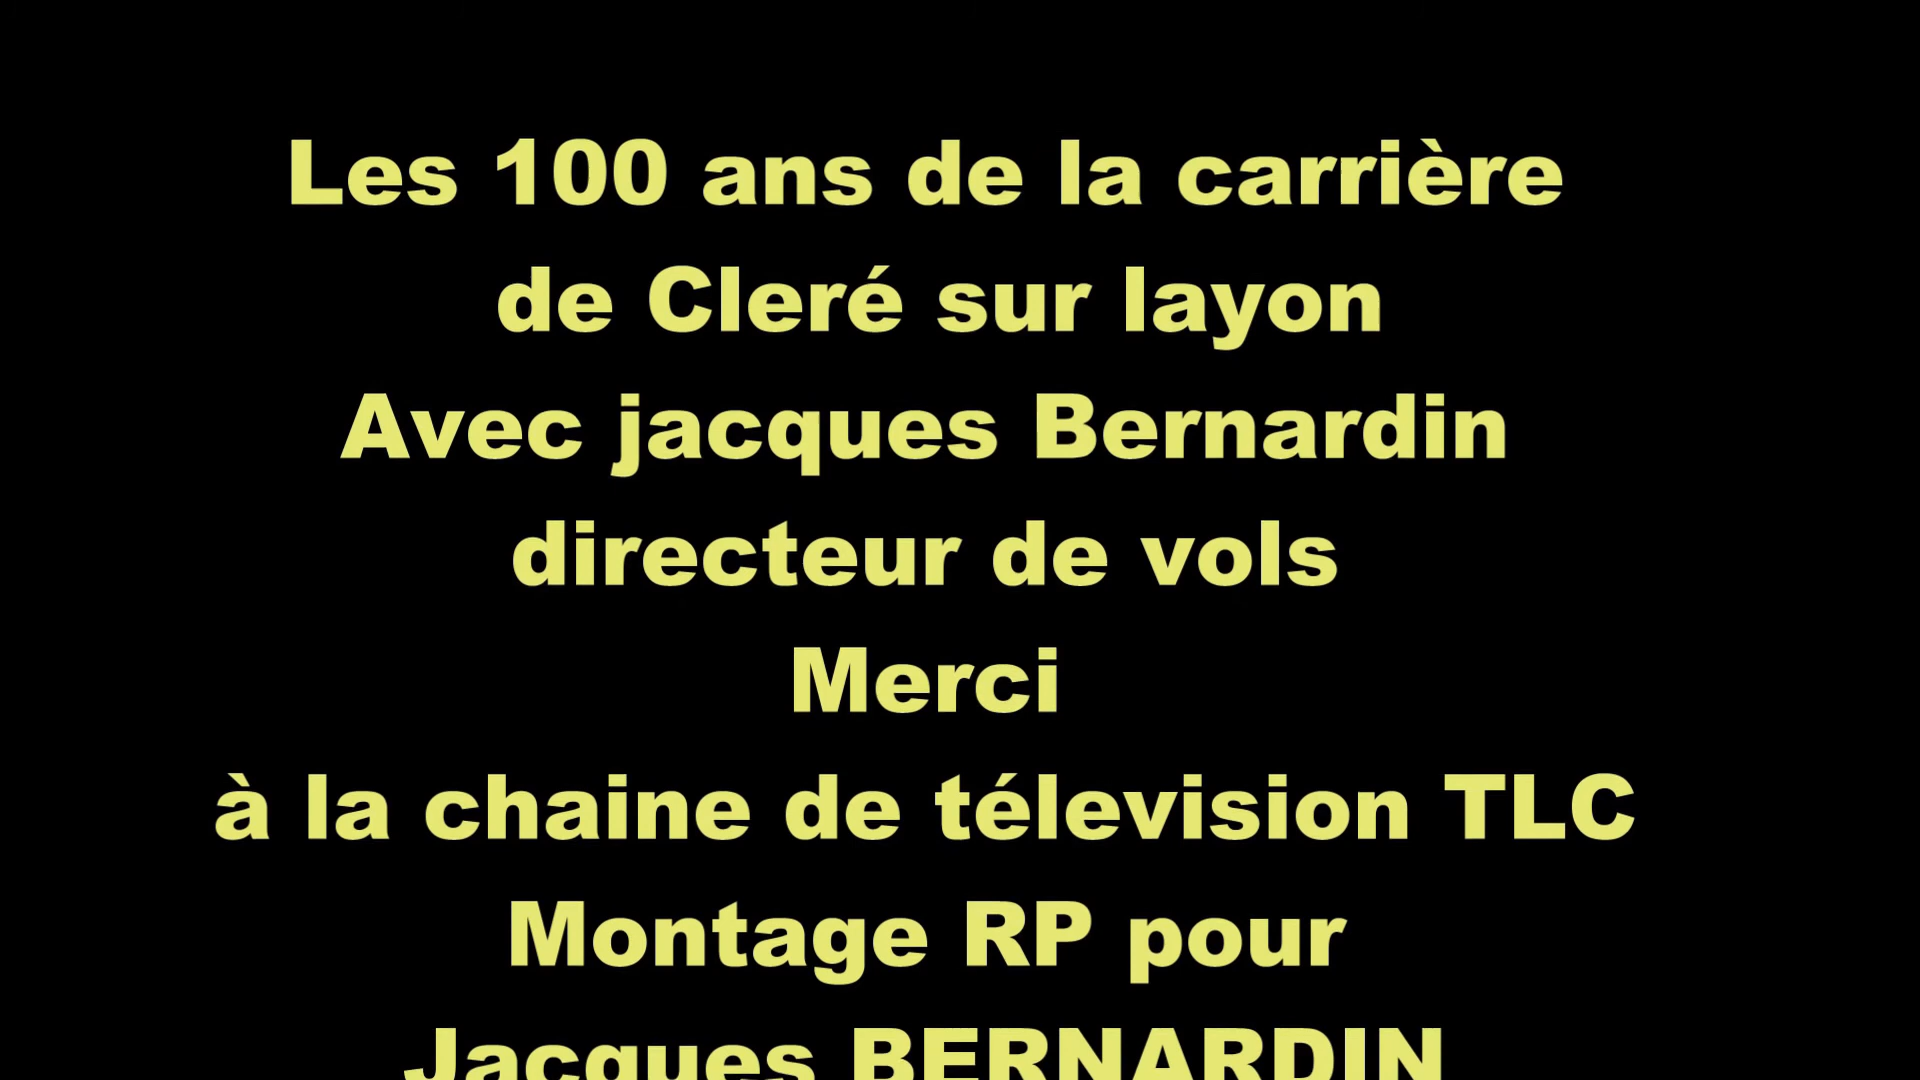 Les 100 ans de la carrière
de Cleré sur layon
Avec jacques Bernardin
directeur de vols
Merci
à la chaine de télevision TLC
Montage RP pour
Jacques BERNARDIN